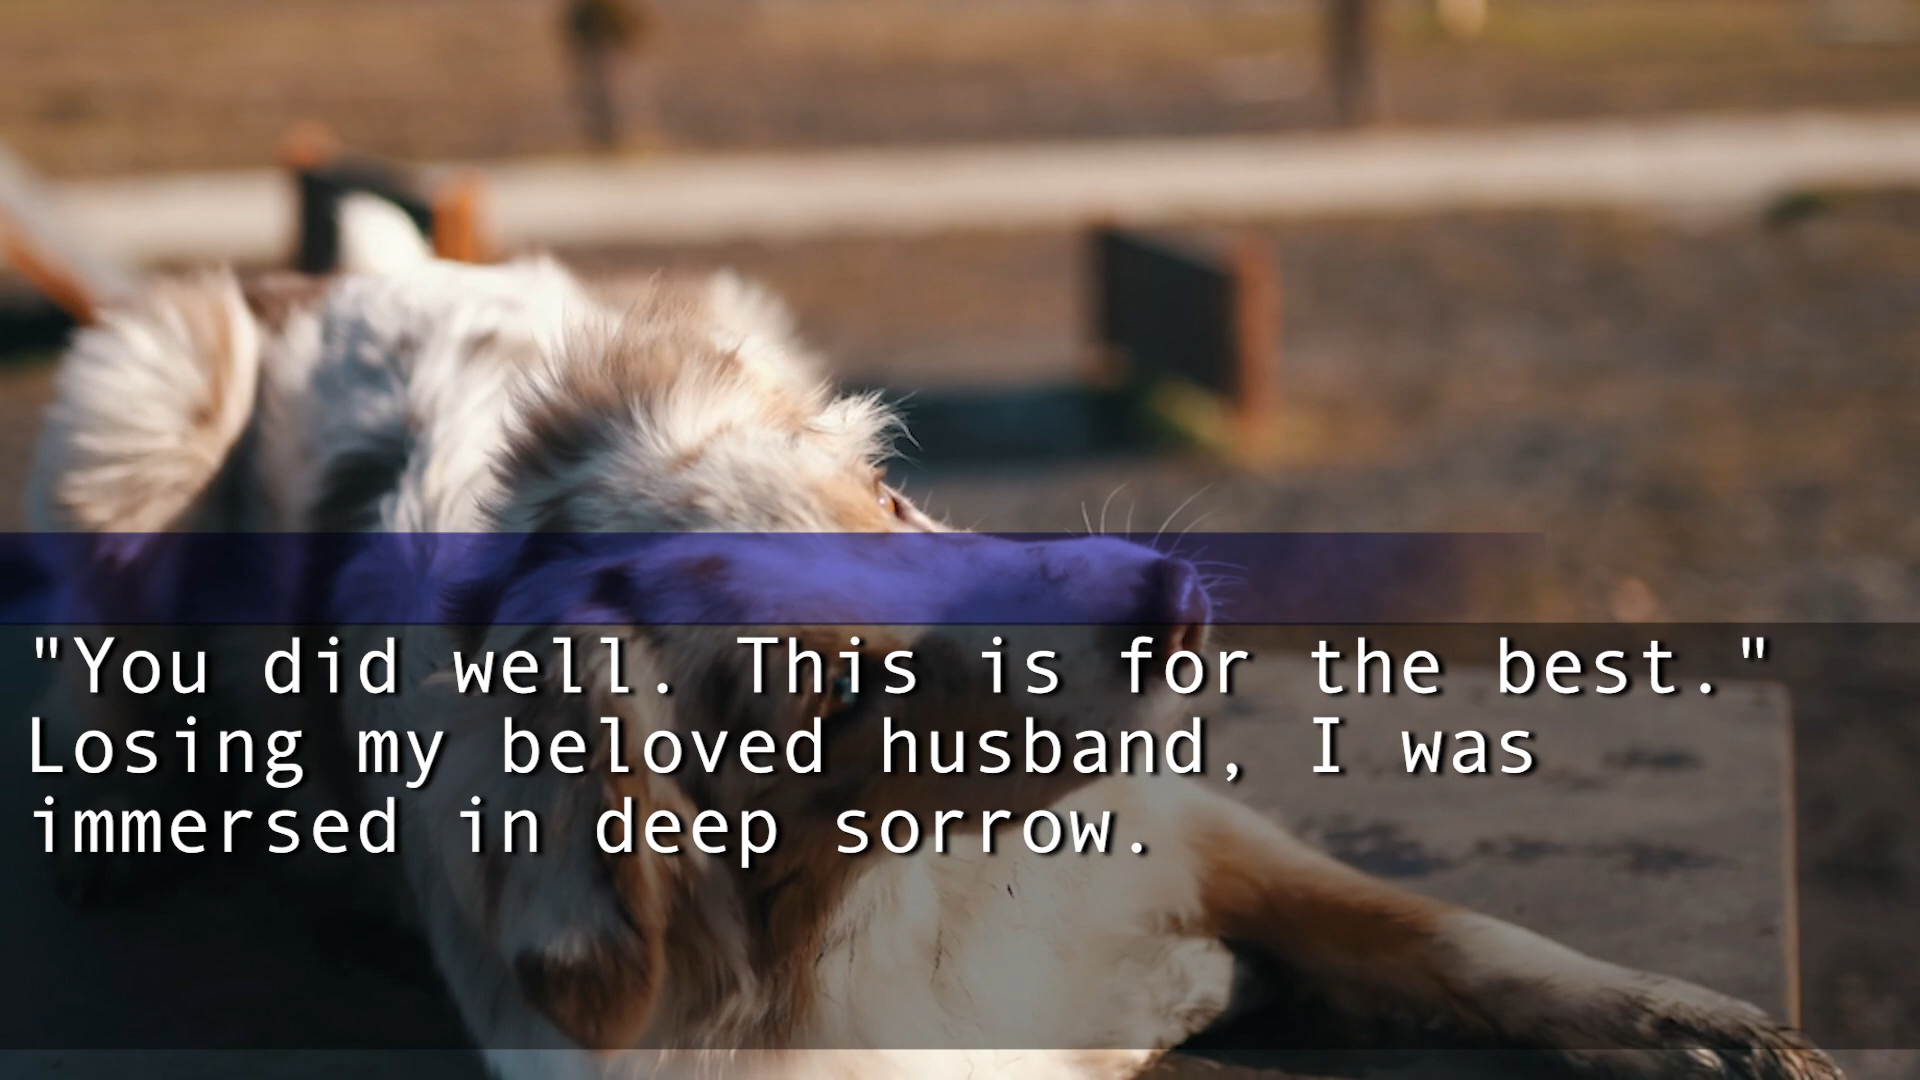 "You did well. This is for the best."
Losing my beloved husband, I was
immersed in deep sorrow.